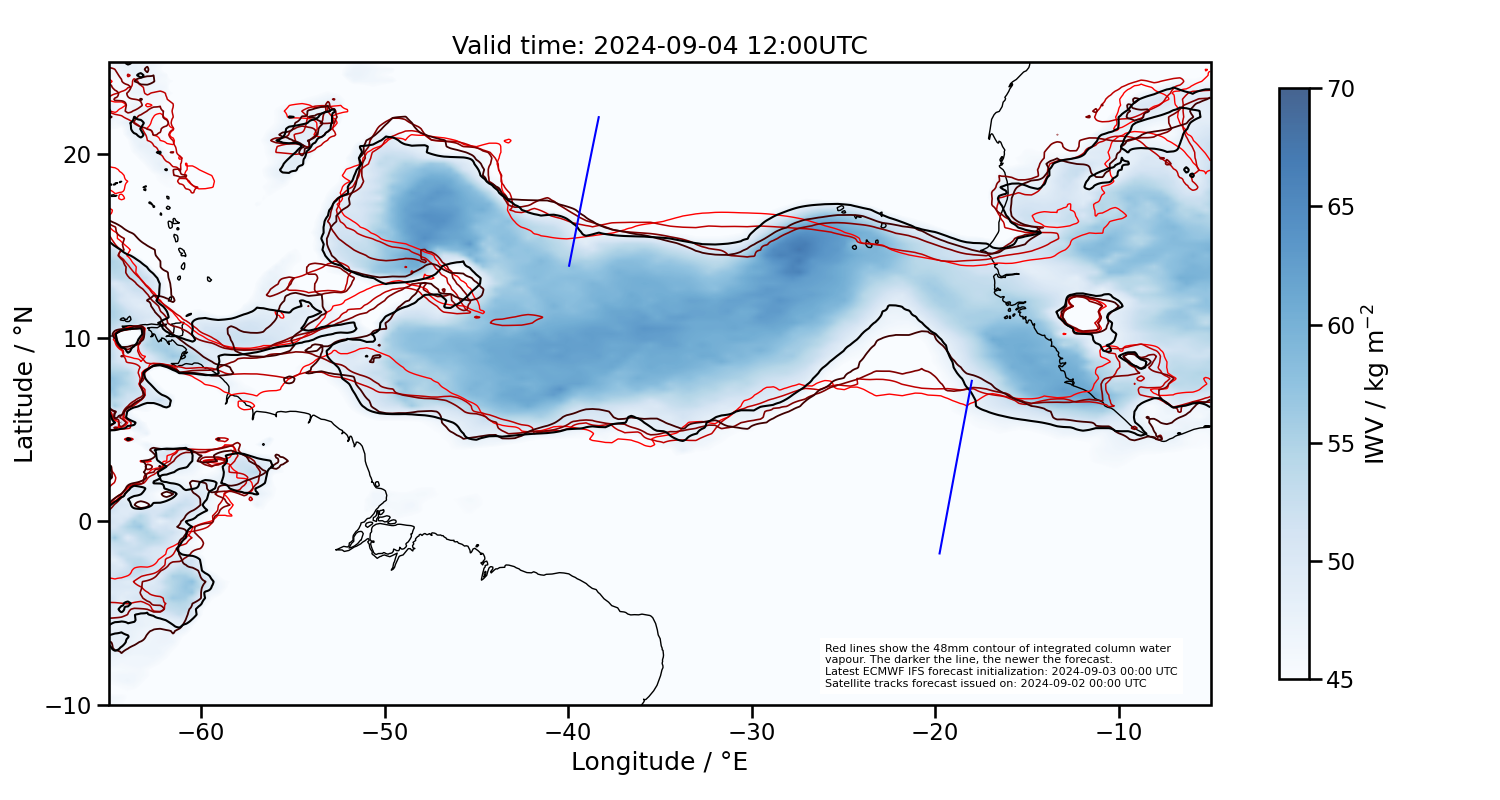 Valid time: 2024-09-04 12:00UTC
20
10
0
−10
Latitude / °N
−60
−50
−40
−30
−20
−10
Longitude / °E
Red lines show the 48mm contour of integrated column water
vapour. The darker the line, the newer the forecast.
Latest ECMWF IFS forecast initialization: 2024-09-03 00:00 UTC
Satellite tracks forecast issued on: 2024-09-02 00:00 UTC
70
65
60
55
50
45
IWV / kg m⁻²